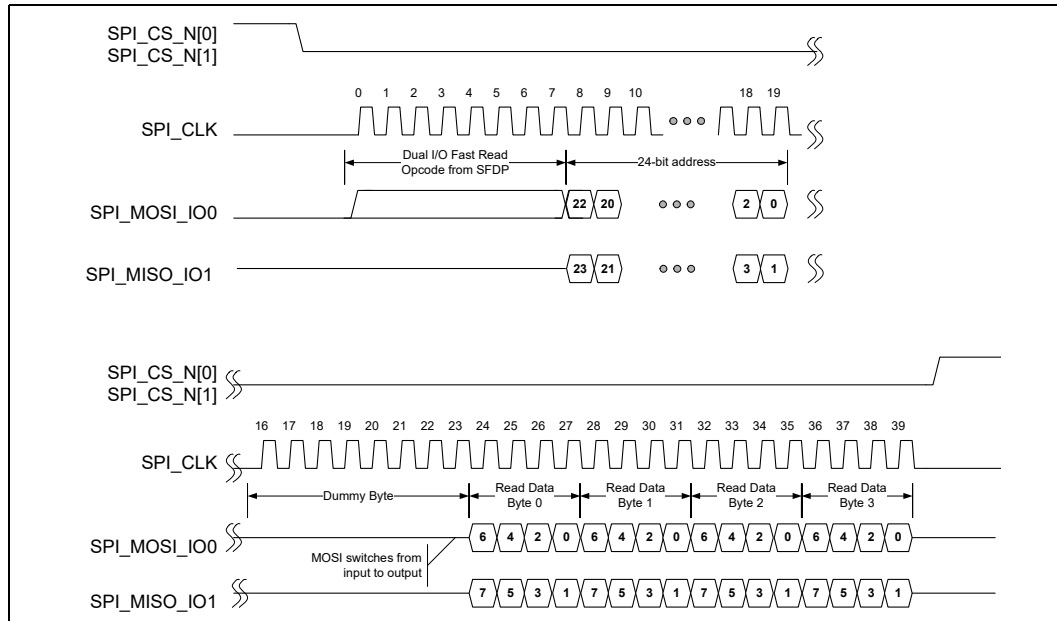 SPI_CS_N[0]
SPI_CS_N[1]
0 1 2 3 4 5 6 7 8 9 10 18 19
SPI_CLK
Dual I/O Fast Read
Opcode from SFDP
24-bit address
SPI_MOSI_IO0
22 20 2 0
SPI_MISO_IO1
23 21 3 1
SPI_CS_N[0]
SPI_CS_N[1]
16 17 18 19 20 21 22 23 24 25 26 27 28 29 30 31 32 33 34 35 36 37 38 39
SPI_CLK
Dummy Byte
Read Data
Byte 0
Read Data
Byte 1
Read Data
Byte 2
Read Data
Byte 3
SPI_MOSI_IO0
6 4 2 0 6 4 2 0 6 4 2 0 6 4 2 0
MOSI switches from
input to output
SPI_MISO_IO1
7 5 3 1 7 5 3 1 7 5 3 1 7 5 3 1